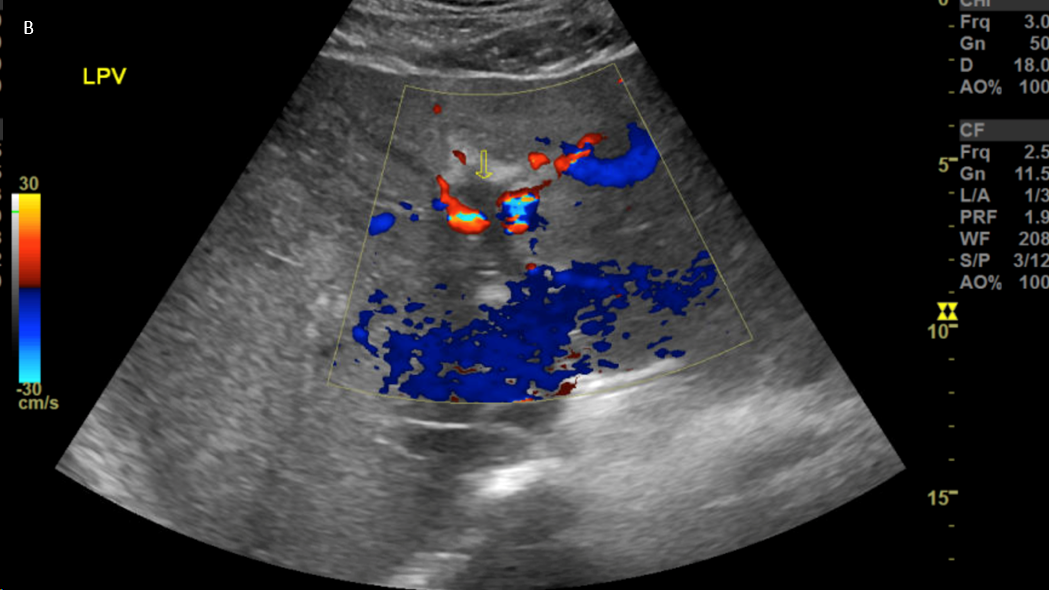 B
LPV
30
-30
cm/s
0
5
10
15
CHI
Frq 3.0
Gn 50
D 18.0
AO% 100
CF
Frq 2.5
Gn 11.5
L/A 1/3
PRF 1.9
WF 208
S/P 3/12
AO% 100